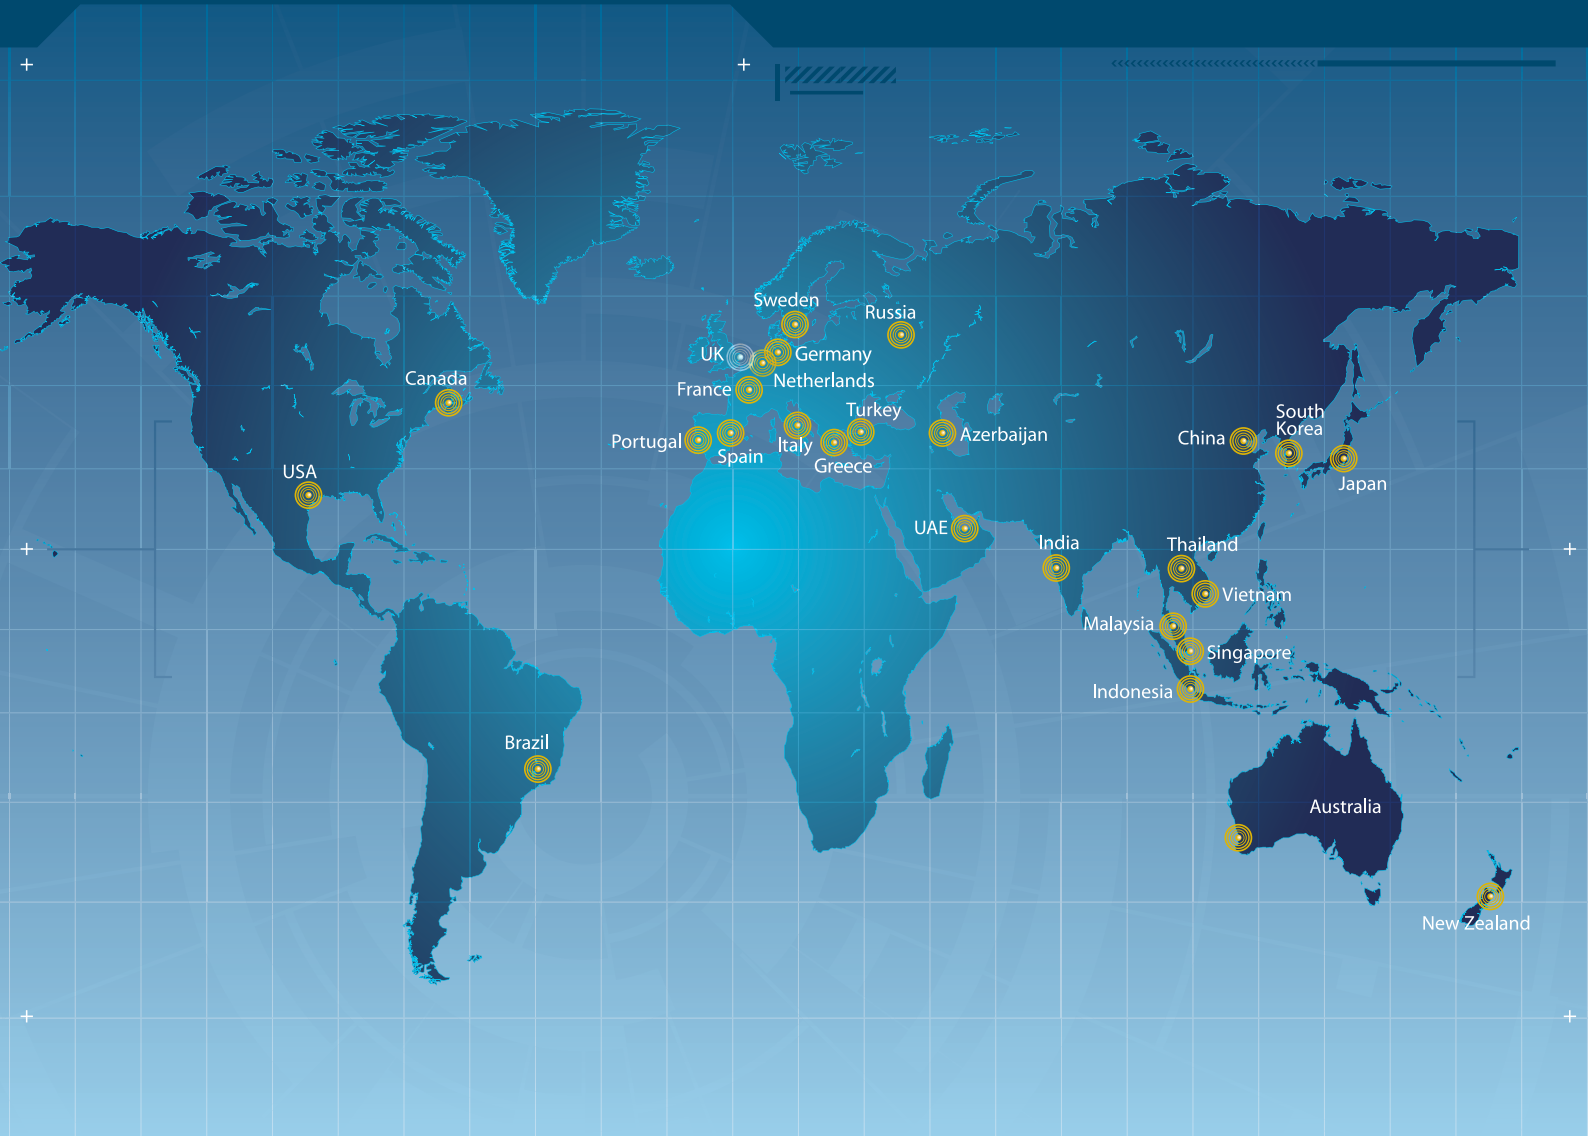 Sweden
Russia
UK
Germany
Canada
Netherlands
France
Turkey
South
Korea
Portugal
Italy
Azerbaijan
China
Spain
Greece
USA
Japan
UAE
India
Thailand
Vietnam
Malaysia
Singapore
Indonesia
Brazil
Australia
New Zealand